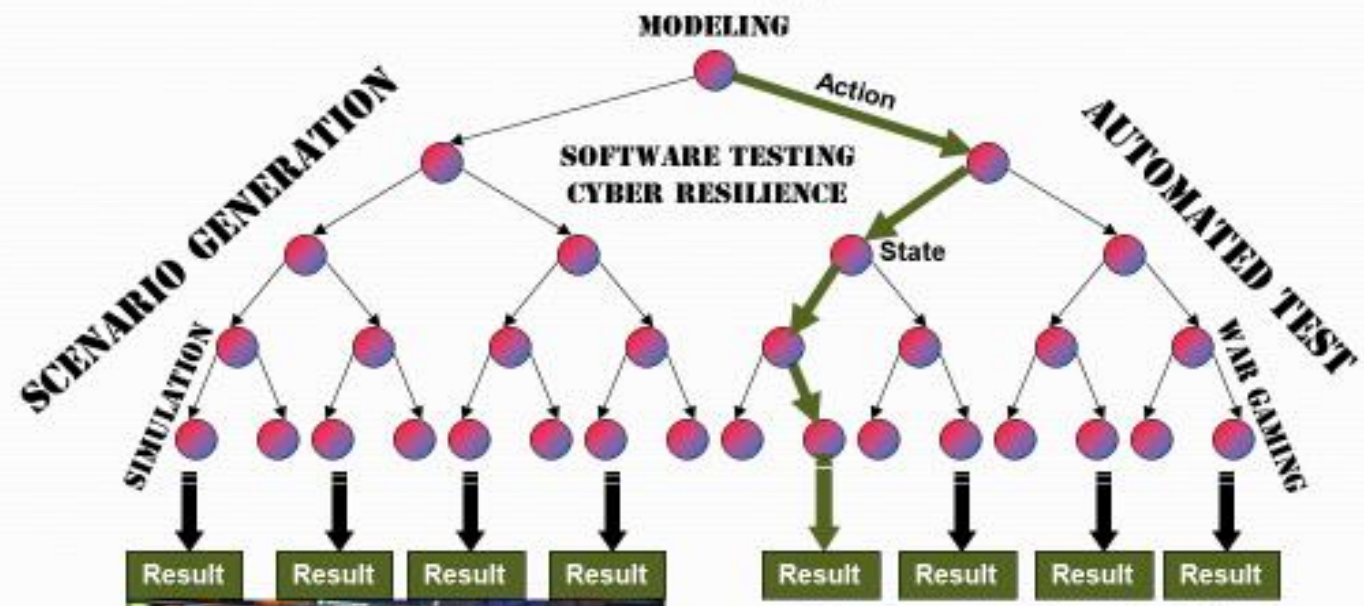 MODELING
Action
SCENARIO GENERATION
AUTOMATED TEST
SOFTWARE TESTING
CYBER RESILIENCE
State
SIMULATION
WAR GAMING
Result
Result
Result
Result
Result
Result
Result
Result